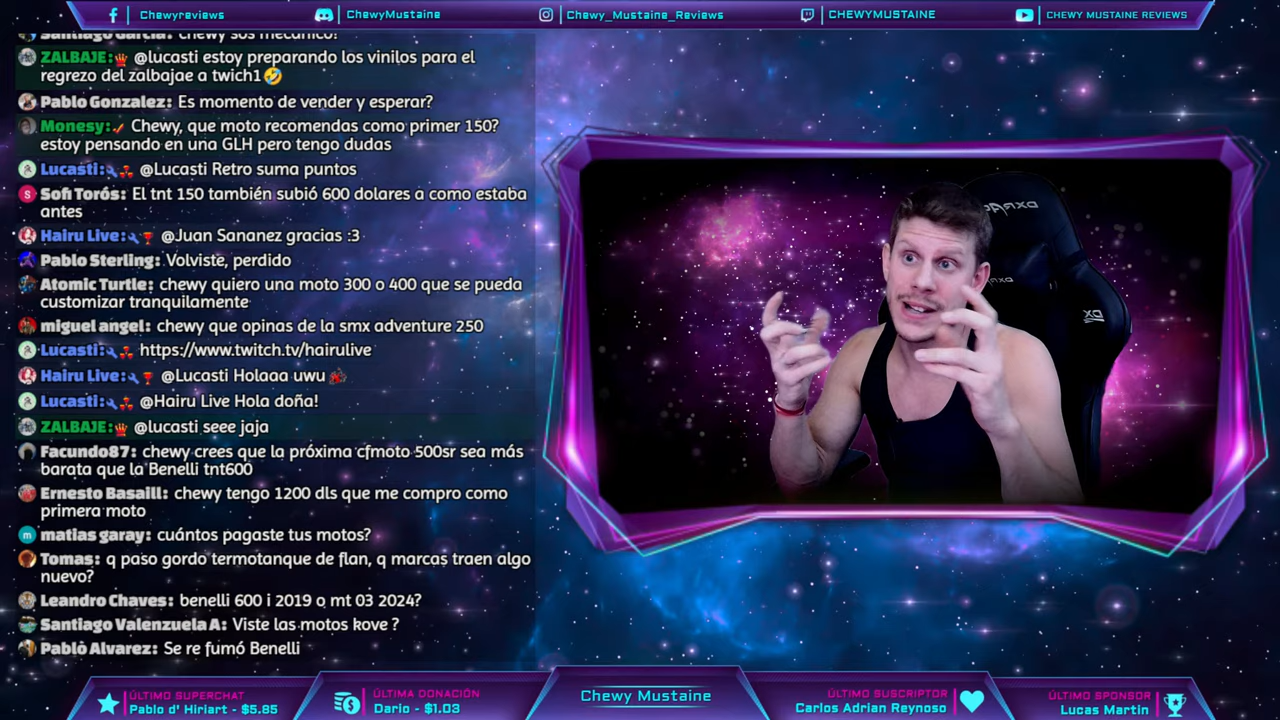 Chewyreviews
ChewyMustaine
Chewy_Mustaine_Reviews
CHEWYMUSTAINE
CHEWY MUSTAINE REVIEWS
Santiago Garcia: chewy sos mecanico!
ZALBAJE: @lucasti estoy preparando los vinilos para el
regrezo del zalbajae a twich1🤣
Pablo Gonzalez: Es momento de vender y esperar?
Monesy: Chewy, que moto recomendas como primer 150?
estoy pensando en una GLH pero tengo dudas
Lucasti: @Lucasti Retro suma puntos
Sofi Torós: El tnt 150 también subió 600 dolares a como estaba
antes
Hairu Live: @Juan Sananez gracias :3
Pablo Sterling: Volviste, perdido
Atomic Turtle: chewy quiero una moto 300 o 400 que se pueda
customizar tranquilamente
miguel angel: chewy que opinas de la smx adventure 250
Lucasti: https://www.twitch.tv/hairulive
Hairu Live: @Lucasti Holaaa uwu
Lucasti: @Hairu Live Hola doña!
ZALBAJE: @lucasti seee jaja
Facundo87: chewy crees que la próxima cfmoto 500sr sea más
barata que la Benelli tnt600
Ernesto Basaill: chewy tengo 1200 dls que me compro como
primera moto
matias garay: cuántos pagaste tus motos?
Tomas: q paso gordo termotanque de flan, q marcas traen algo
nuevo?
Leandro Chaves: benelli 600 i 2019 o mt 03 2024?
Santiago Valenzuela A: Viste las motos kove ?
Pablò Alvarez: Se re fumó Benelli
DXRACER
DX
ÚLTIMO SUPERCHAT
Pablo d' Hiriart - $5.85
ÚLTIMA DONACIÓN
Dario - $1.03
Chewy Mustaine
ÚLTIMO SUSCRIPTOR
Carlos Adrian Reynoso
ÚLTIMO SPONSOR
Lucas Martin